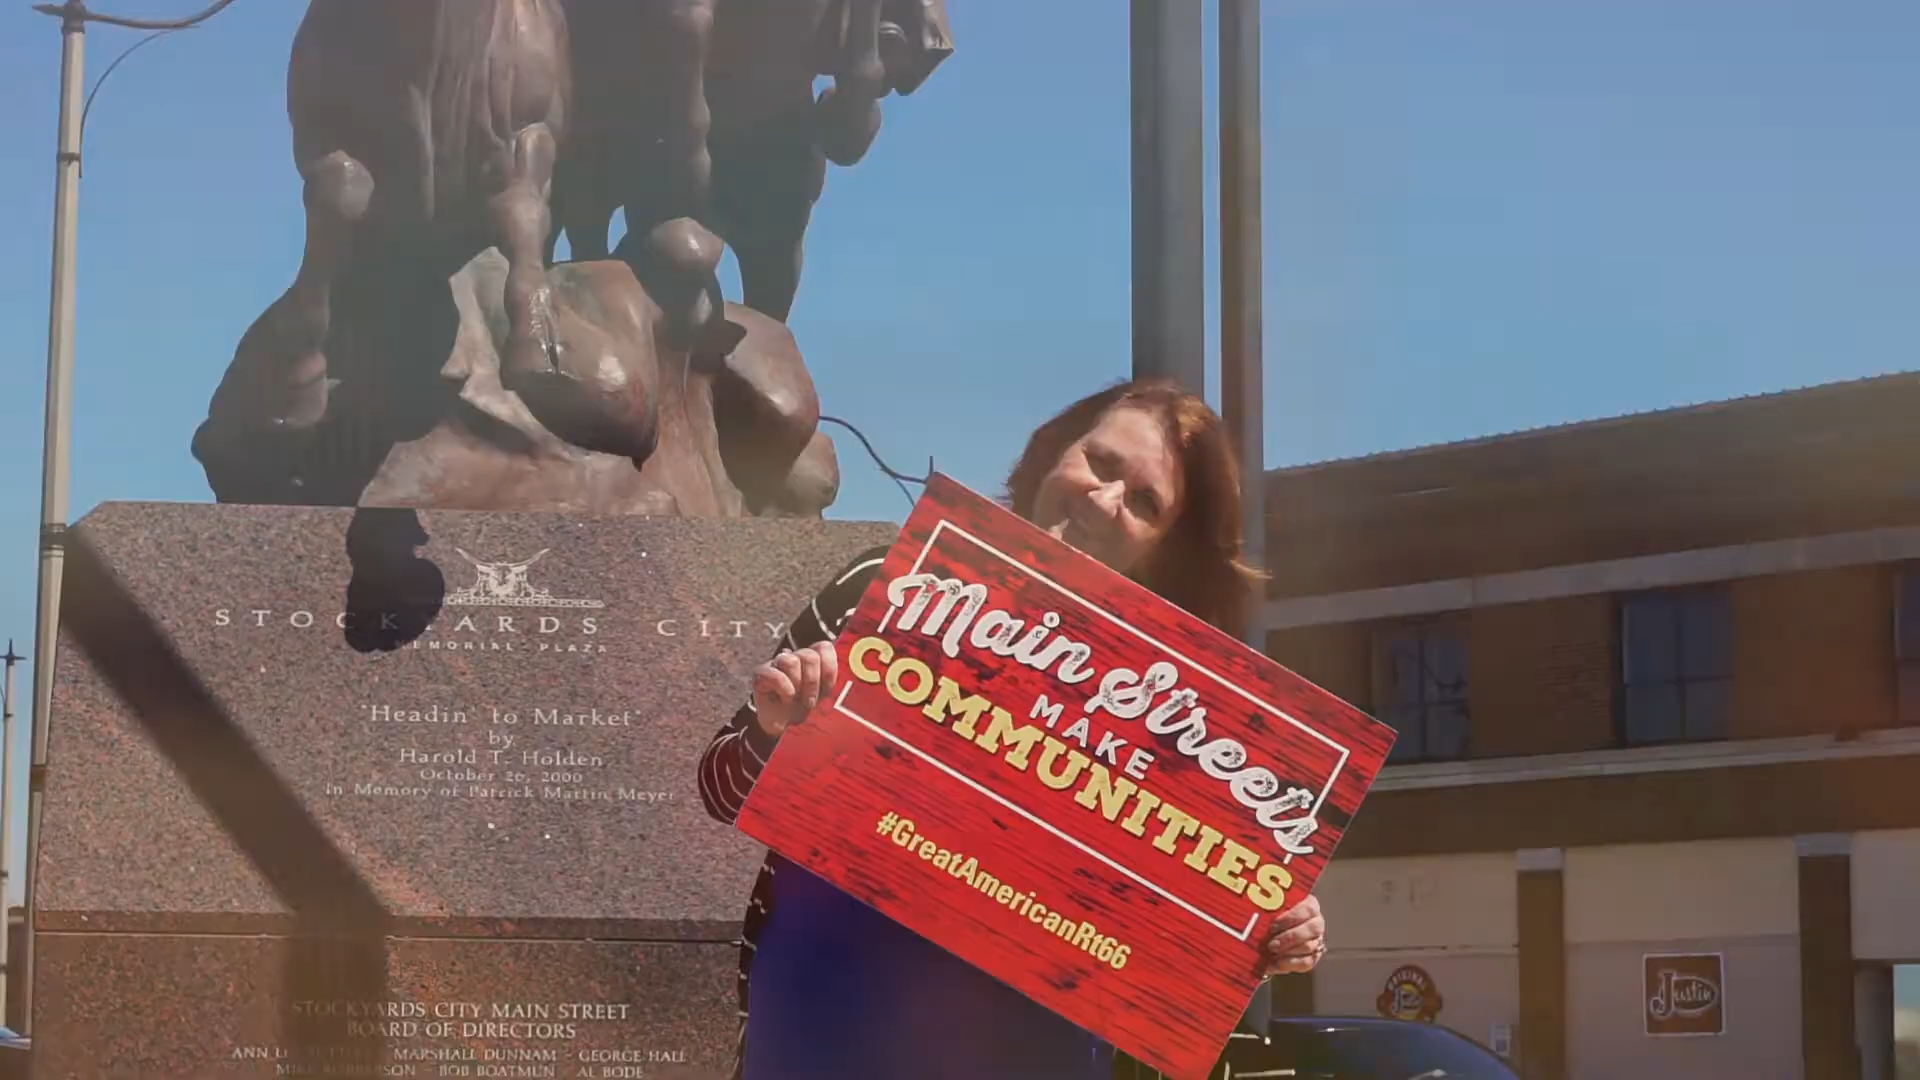 STOCKYARDS CITY
MEMORIAL PLAZA
"Headin' to Market"
by
Harold T. Holden
October 26, 2000
In Memory of Patrick Martin Meyer
STOCKYARDS CITY MAIN STREET
BOARD OF DIRECTORS
ANN MARSHALL DUNNAM - GEORGE HALL
BOB BOATMUN - AL BODE
Main Streets
MAKE
COMMUNITIES
#GreatAmericanRt66
ORIGINAL
Justin